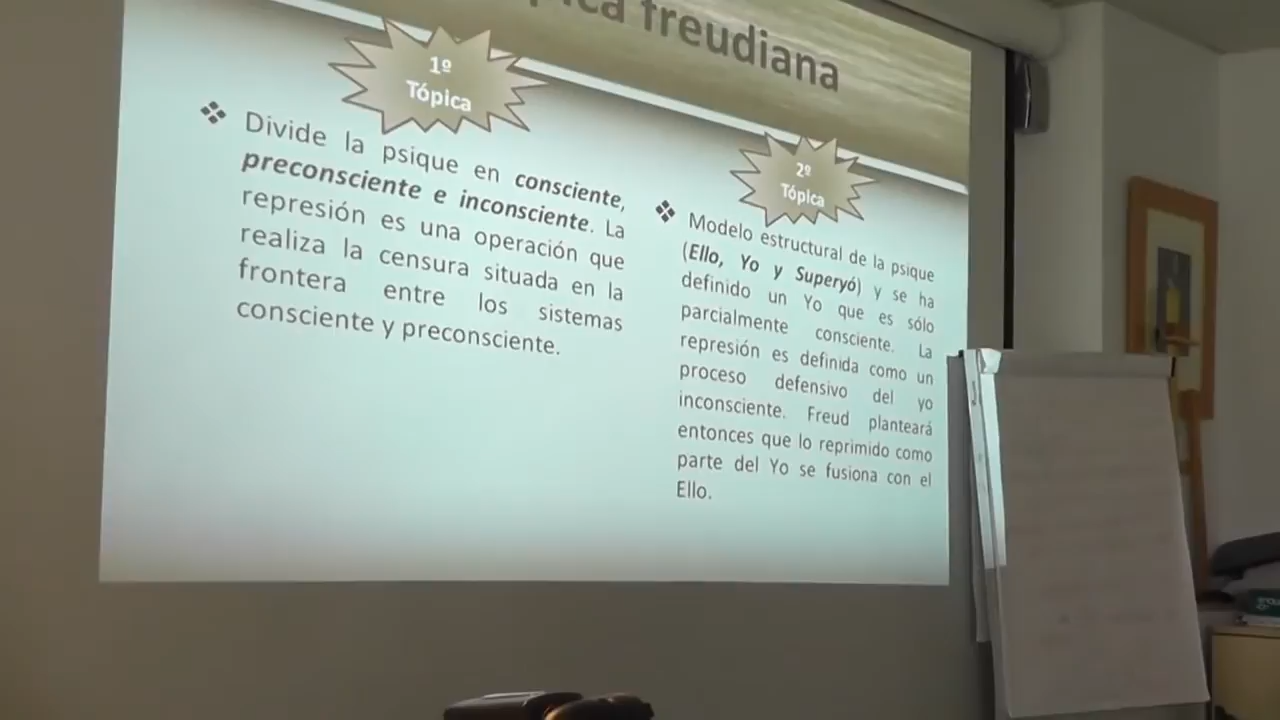 freudiana
1º
Tópica
Divide la psique en consciente,
preconsciente e inconsciente. La
represión es una operación que
realiza la censura situada en la
frontera entre los sistemas
consciente y preconsciente.
2º
Tópica
Modelo estructural de la psique
(Ello, Yo y Superyó) y se ha
definido un Yo que es sólo
parcialmente consciente. La
represión es definida como un
proceso defensivo del yo
inconsciente. Freud planteará
entonces que lo reprimido como
parte del Yo se fusiona con el
Ello.